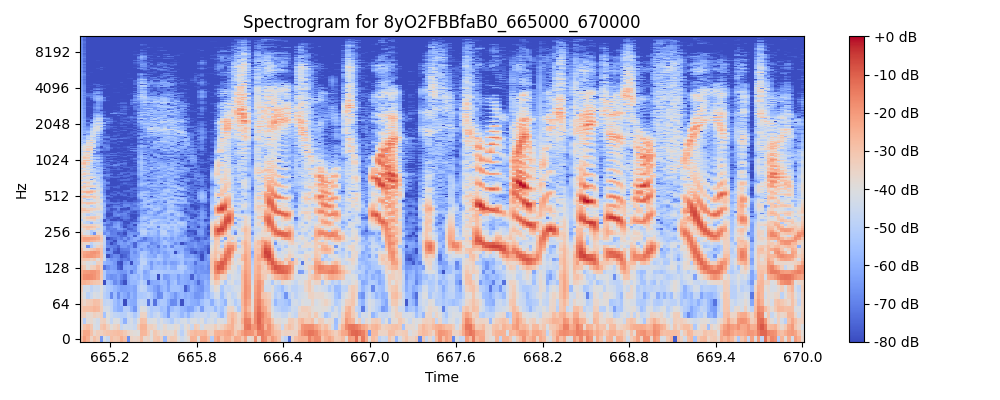 Spectrogram for 8yO2FBBfaB0_665000_670000
8192
4096
2048
1024
512
256
128
64
0
Hz
665.2 665.8 666.4 667.0 667.6 668.2 668.8 669.4 670.0
Time
+0 dB
-10 dB
-20 dB
-30 dB
-40 dB
-50 dB
-60 dB
-70 dB
-80 dB